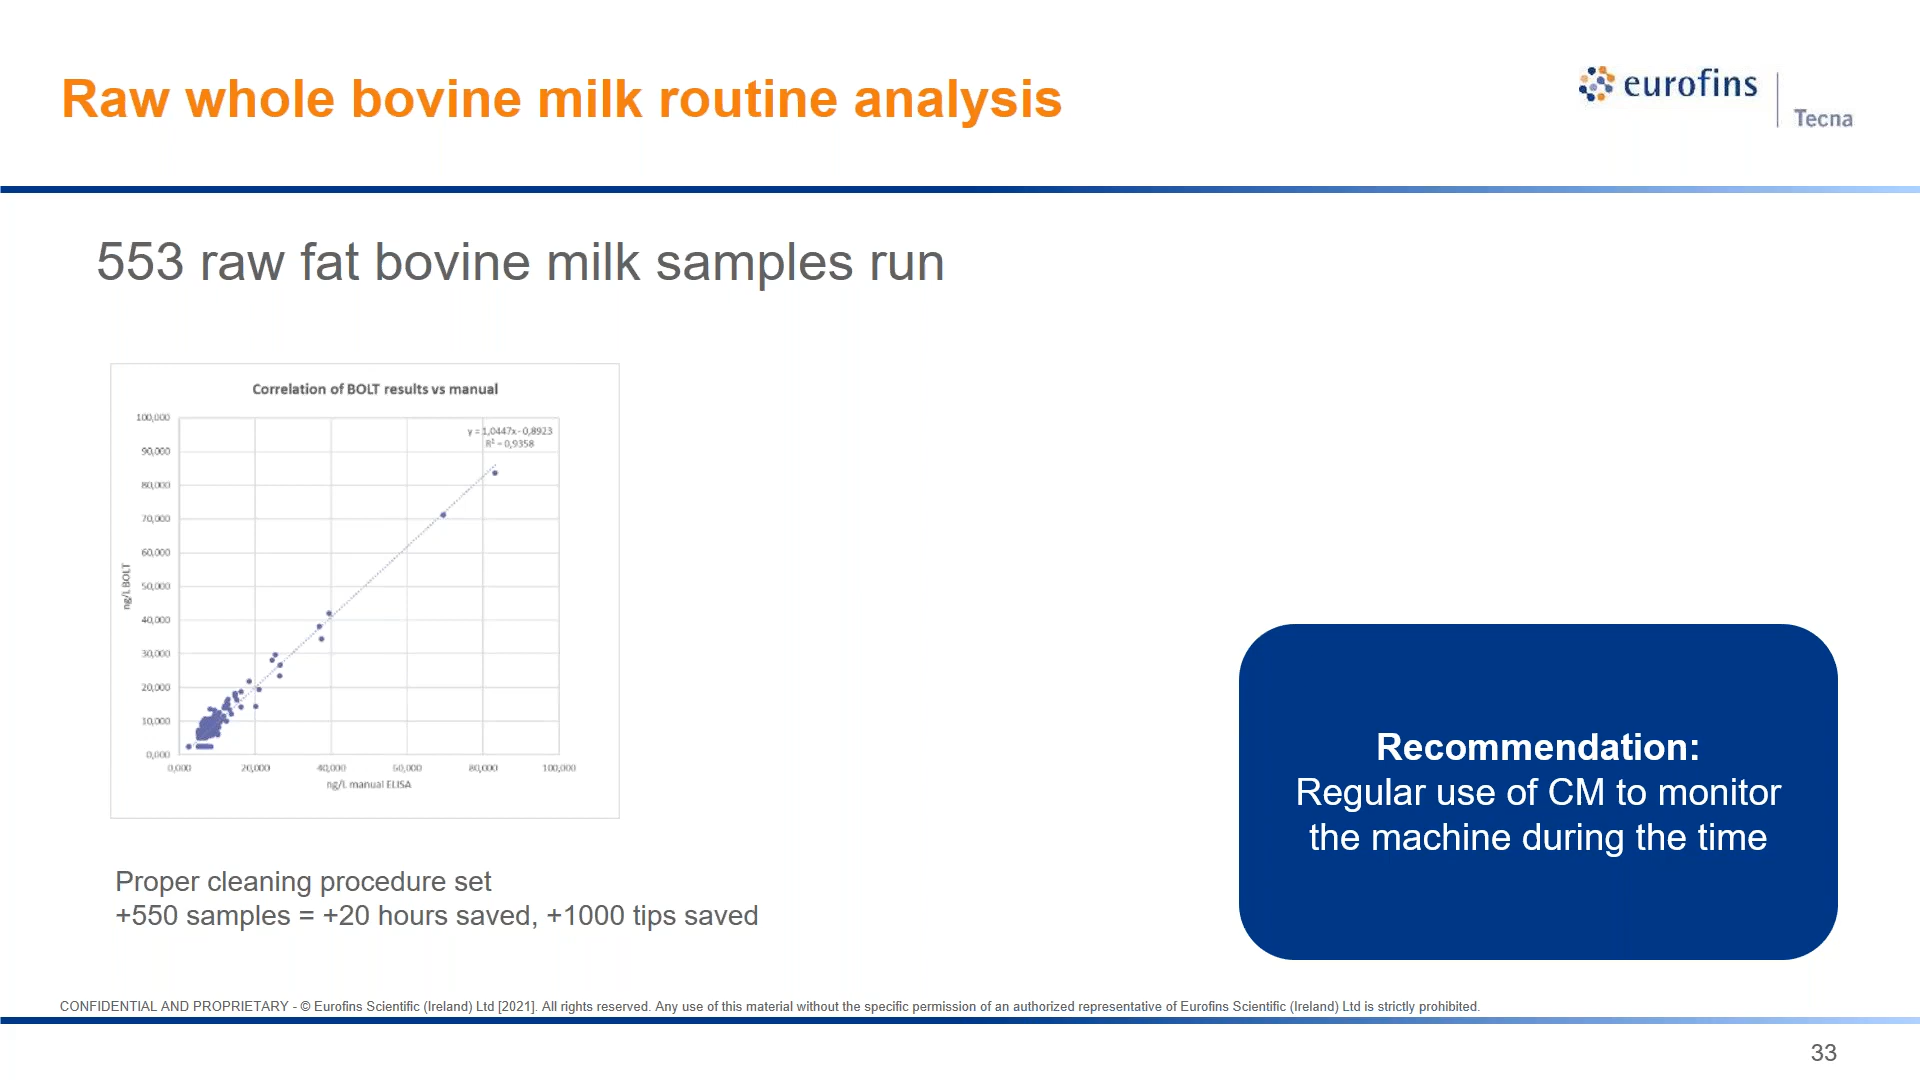 Raw whole bovine milk routine analysis
eurofins
Tecna
553 raw fat bovine milk samples run
Correlation of BOLT results vs manual
y = 1,0447x - 0,8923
R² = 0,9358
100,000
90,000
80,000
70,000
60,000
50,000
40,000
30,000
20,000
10,000
0,000
ng/L BOLT
0,000 20,000 40,000 60,000 80,000 100,000
ng/L manual ELISA
Recommendation:
Regular use of CM to monitor
the machine during the time
Proper cleaning procedure set
+550 samples = +20 hours saved, +1000 tips saved
CONFIDENTIAL AND PROPRIETARY - © Eurofins Scientific (Ireland) Ltd [2021]. All rights reserved. Any use of this material without the specific permission of an authorized representative of Eurofins Scientific (Ireland) Ltd is strictly prohibited.
33